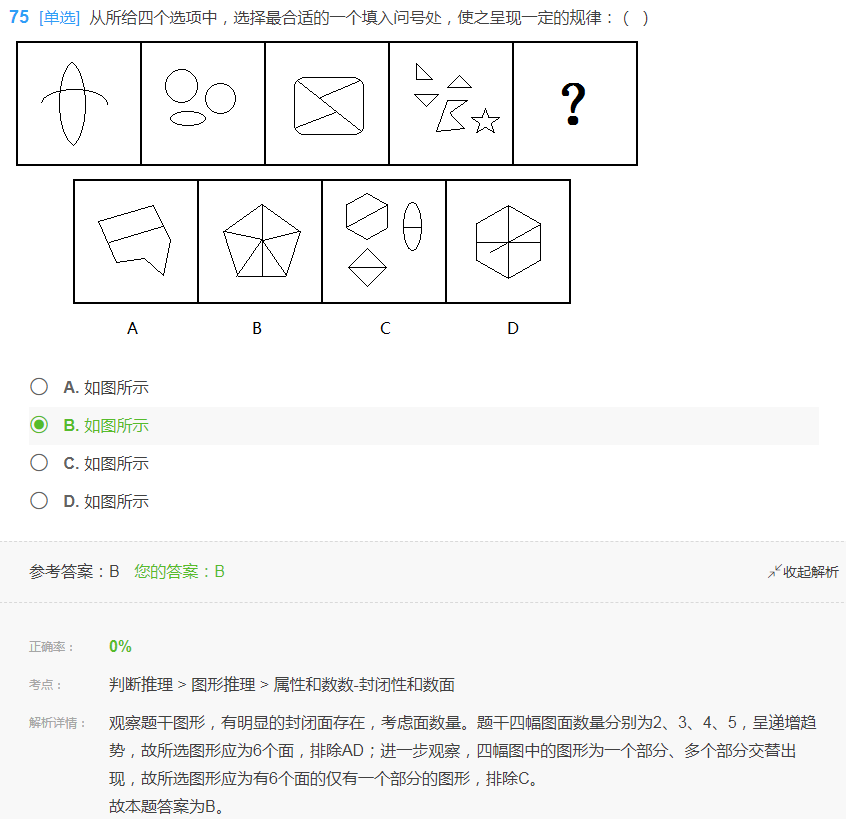 75 [单选] 从所给四个选项中，选择最合适的一个填入问号处，使之呈现一定的规律：（ ）
?
A B C D
A. 如图所示
B. 如图所示
C. 如图所示
D. 如图所示
参考答案：B 您的答案：B 收起解析
正确率： 0%
考点： 判断推理 > 图形推理 > 属性和数数-封闭性和数面
解析详情： 观察题干图形，有明显的封闭面存在，考虑面数量。题干四幅图面数量分别为2、3、4、5，呈递增趋
势，故所选图形应为6个面，排除AD；进一步观察，四幅图中的图形为一个部分、多个部分交替出
现，故所选图形应为有6个面的仅有一个部分的图形，排除C。
故本题答案为B。